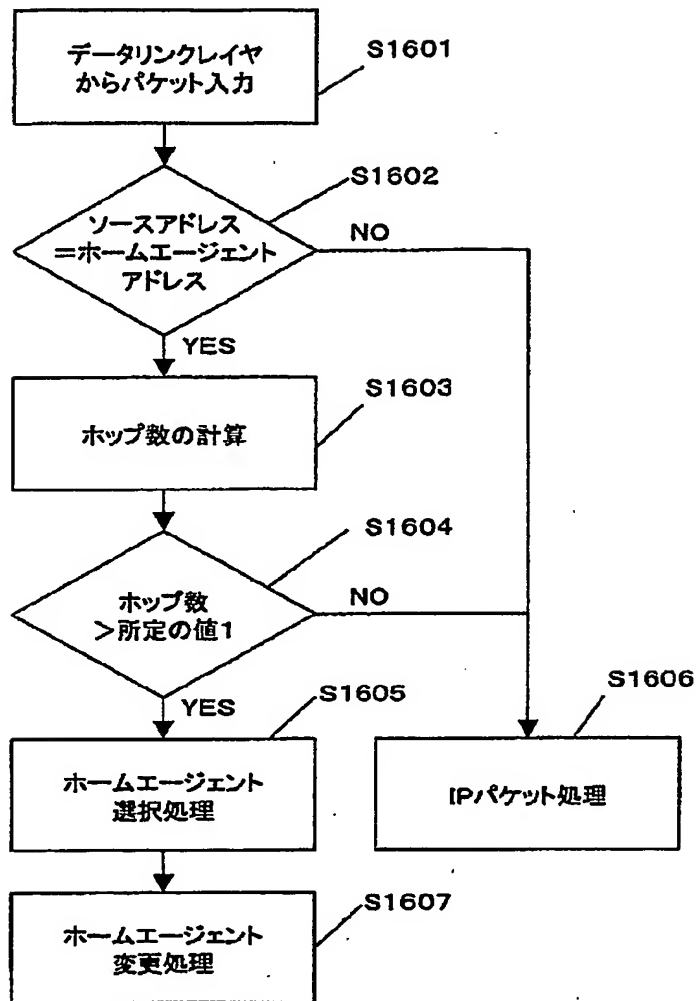 データリンクレイヤ
からパケット入力
S1601
ソースアドレス
＝ホームエージェント
アドレス
S1602
NO
YES
ホップ数の計算
S1603
ホップ数
＞所定の値1
S1604
NO
YES
ホームエージェント
選択処理
S1605
IPパケット処理
S1606
ホームエージェント
変更処理
S1607